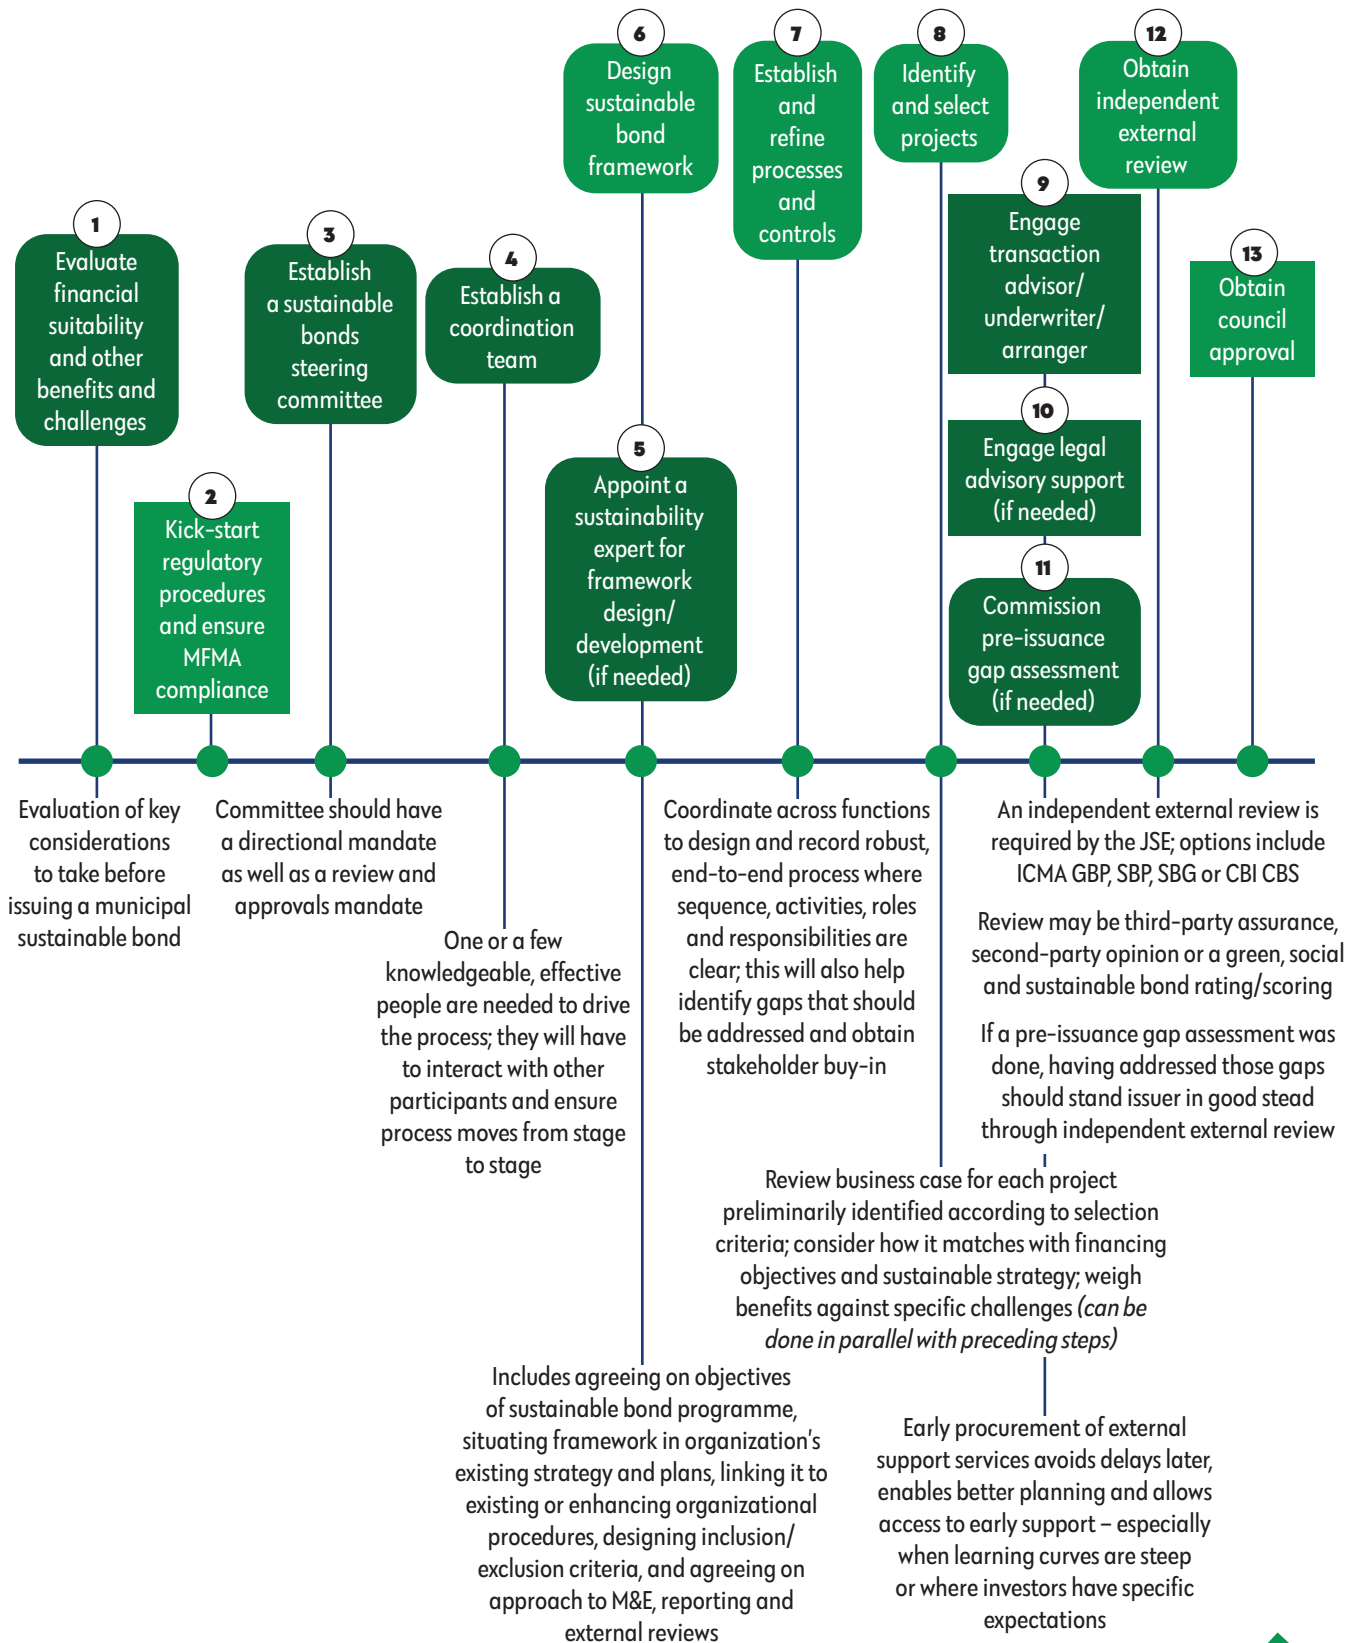 1
Evaluate
financial
suitability
and other
benefits and
challenges
2
Kick-start
regulatory
procedures
and ensure
MFMA
compliance
3
Establish
a sustainable
bonds
steering
committee
4
Establish a
coordination
team
6
Design
sustainable
bond
framework
5
Appoint a
sustainability
expert for
framework
design/
development
(if needed)
7
Establish
and
refine
processes
and
controls
8
Identify
and select
projects
9
Engage
transaction
advisor/
underwriter/
arranger
10
Engage legal
advisory support
(if needed)
11
Commission
pre-issuance
gap assessment
(if needed)
12
Obtain
independent
external
review
13
Obtain
council
approval
Evaluation of key
considerations
to take before
issuing a municipal
sustainable bond
Committee should have
a directional mandate
as well as a review and
approvals mandate
One or a few
knowledgeable, effective
people are needed to drive
the process; they will have
to interact with other
participants and ensure
process moves from stage
to stage
Includes agreeing on objectives
of sustainable bond programme,
situating framework in organization's
existing strategy and plans, linking it to
existing or enhancing organizational
procedures, designing inclusion/
exclusion criteria, and agreeing on
approach to M&E, reporting and
external reviews
Coordinate across functions
to design and record robust,
end-to-end process where
sequence, activities, roles
and responsibilities are
clear; this will also help
identify gaps that should
be addressed and obtain
stakeholder buy-in
Review business case for each project
preliminarily identified according to selection
criteria; consider how it matches with financing
objectives and sustainable strategy; weigh
benefits against specific challenges (can be
done in parallel with preceding steps)
Early procurement of external
support services avoids delays later,
enables better planning and allows
access to early support – especially
when learning curves are steep
or where investors have specific
expectations
An independent external review is
required by the JSE; options include
ICMA GBP, SBP, SBG or CBI CBS
Review may be third-party assurance,
second-party opinion or a green, social
and sustainable bond rating/scoring
If a pre-issuance gap assessment was
done, having addressed those gaps
should stand issuer in good stead
through independent external review